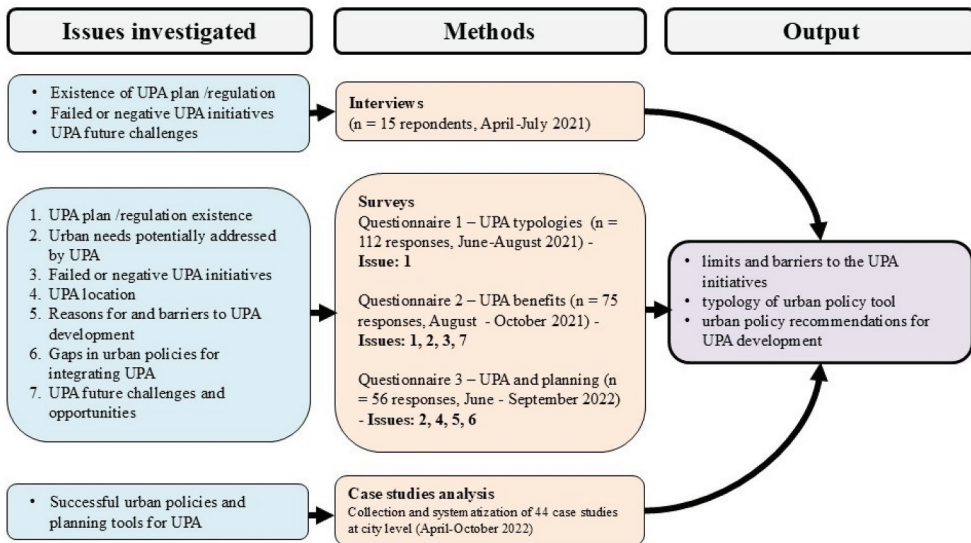 Issues investigated
Methods
Output
• Existence of UPA plan /regulation
• Failed or negative UPA initiatives
• UPA future challenges
Interviews
(n = 15 repondents, April-July 2021)
1. UPA plan /regulation existence
2. Urban needs potentially addressed
by UPA
3. Failed or negative UPA initiatives
4. UPA location
5. Reasons for and barriers to UPA
development
6. Gaps in urban policies for
integrating UPA
7. UPA future challenges and
opportunities
Surveys
Questionnaire 1 – UPA typologies (n =
112 responses, June-August 2021) -
Issue: 1
Questionnaire 2 – UPA benefits (n = 75
responses, August - October 2021) -
Issues: 1, 2, 3, 7
Questionnaire 3 – UPA and planning (n
= 56 responses, June - September 2022)
- Issues: 2, 4, 5, 6
• limits and barriers to the UPA
initiatives
• typology of urban policy tool
• urban policy recommendations for
UPA development
• Successful urban policies and
planning tools for UPA
Case studies analysis
Collection and systematization of 44 case studies
at city level (April-October 2022)